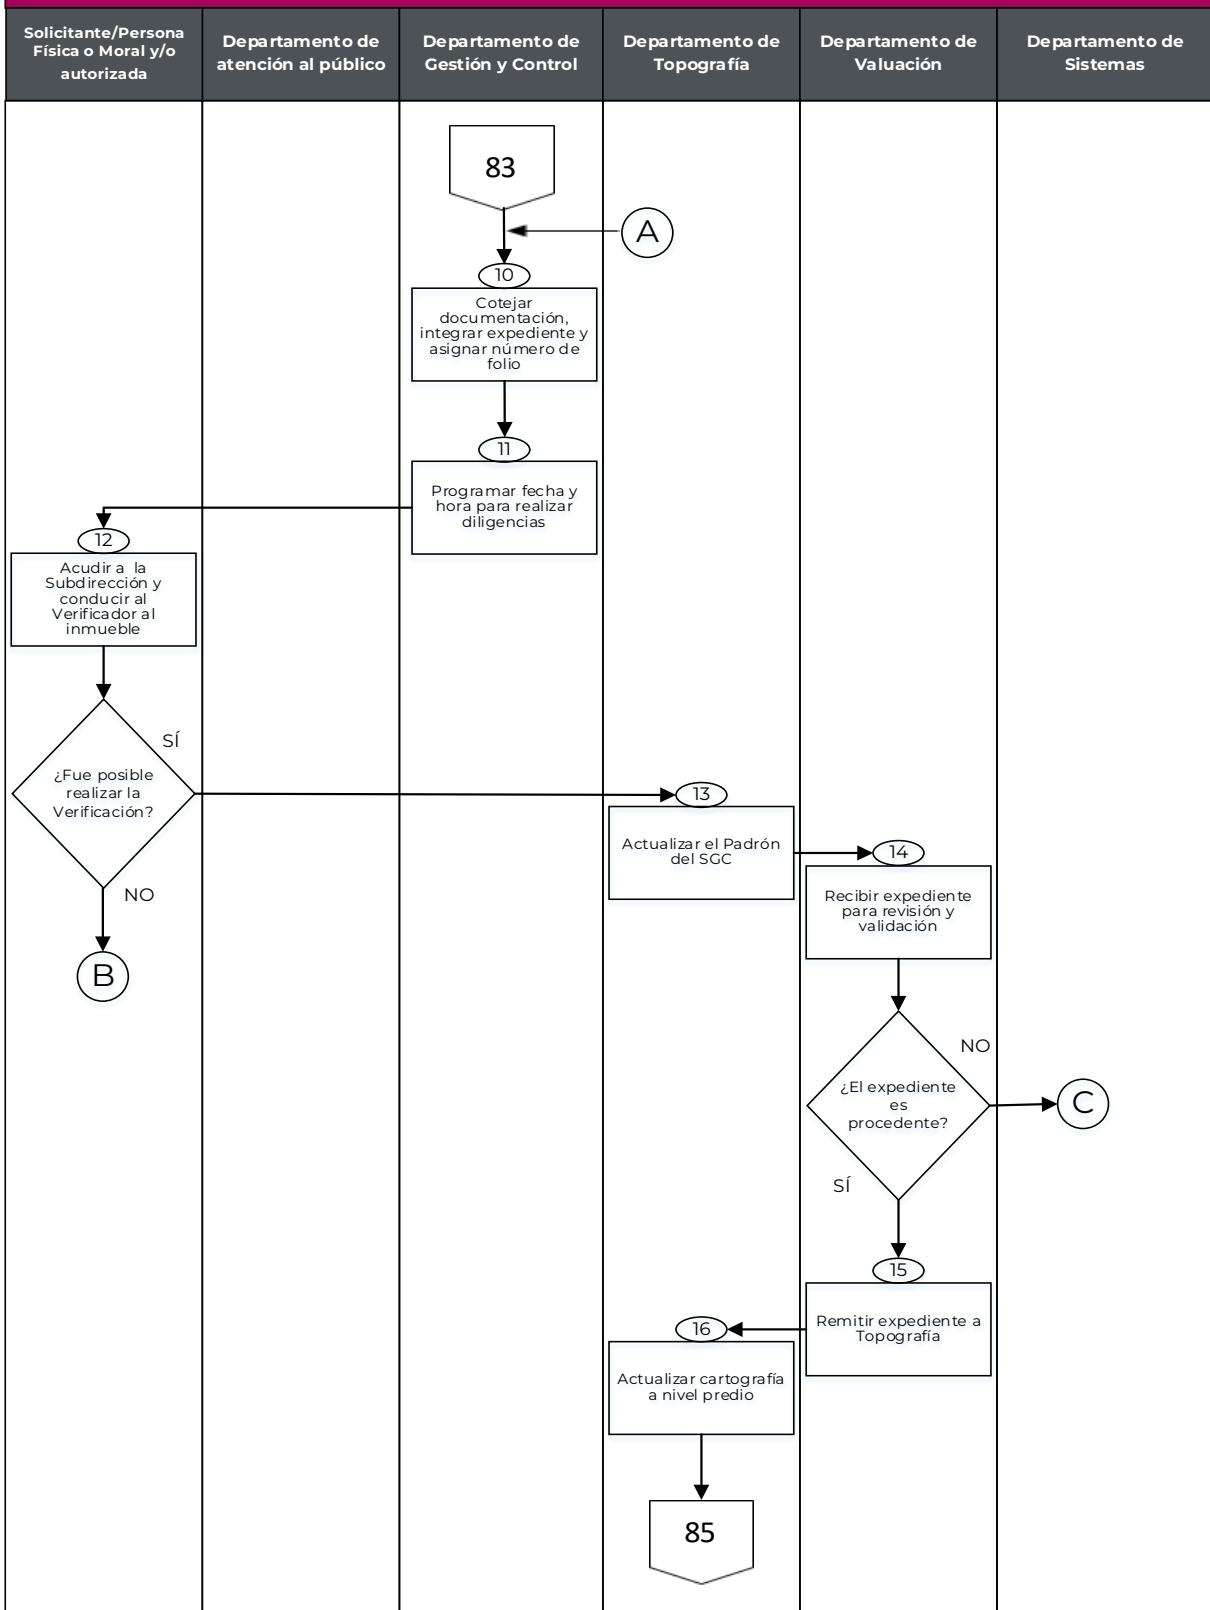 Solicitante/Persona
Física o Moral y/o
autorizada
Departamento de
atención al público
Departamento de
Gestión y Control
Departamento de
Topografía
Departamento de
Valuación
Departamento de
Sistemas
83
A
10
Cotejar
documentación,
integrar expediente y
asignar número de
folio
11
Programar fecha y
hora para realizar
diligencias
12
Acudir a la
Subdirección y
conducir al
Verificador al
inmueble
SÍ
¿Fue posible
realizar la
Verificación?
NO
B
13
Actualizar el Padrón
del SGC
14
Recibir expediente
para revisión y
validación
NO
¿El expediente
es
procedente?
C
SÍ
15
Remitir expediente a
Topografía
16
Actualizar cartografía
a nivel predio
85